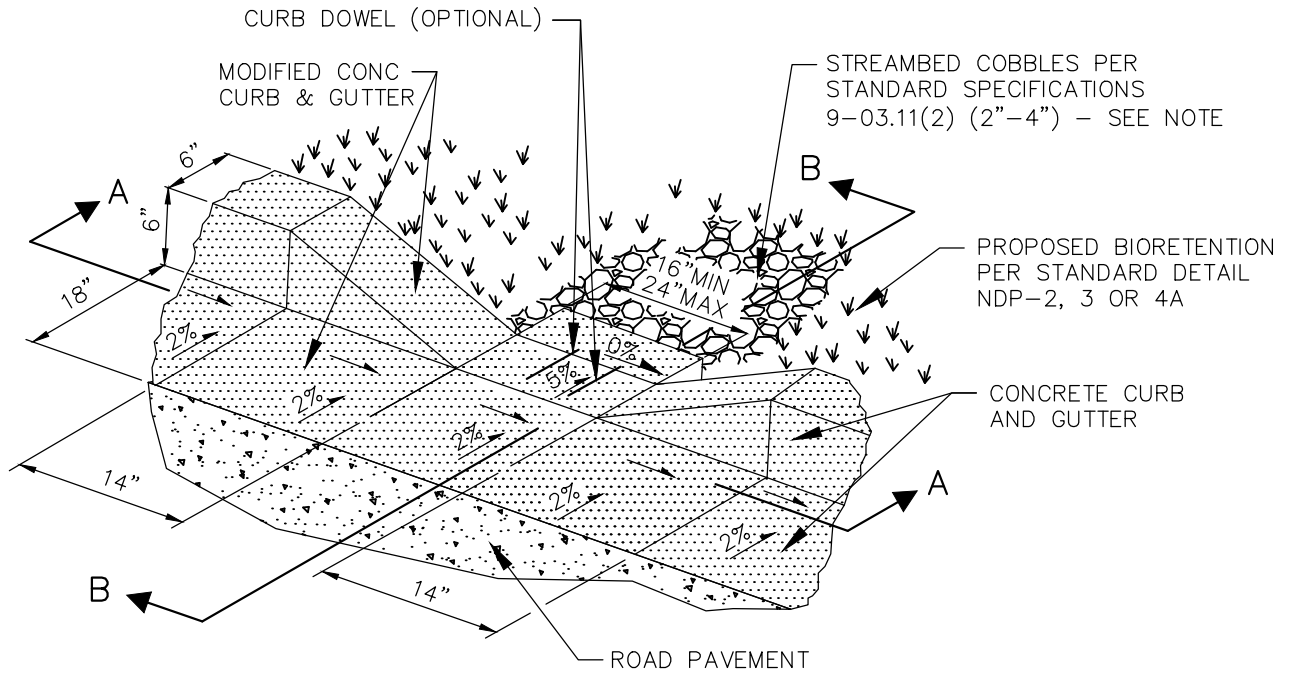 CURB DOWEL (OPTIONAL)
MODIFIED CONC
CURB & GUTTER
STREAMBED COBBLES PER
STANDARD SPECIFICATIONS
9-03.11(2) (2"-4") - SEE NOTE
6"
A
6"
B
18"
16"MIN
24"MAX
PROPOSED BIORETENTION
PER STANDARD DETAIL
NDP-2, 3 OR 4A
2%
0%
5%
2%
CONCRETE CURB
AND GUTTER
2%
14"
2%
A
2%
B
14"
ROAD PAVEMENT